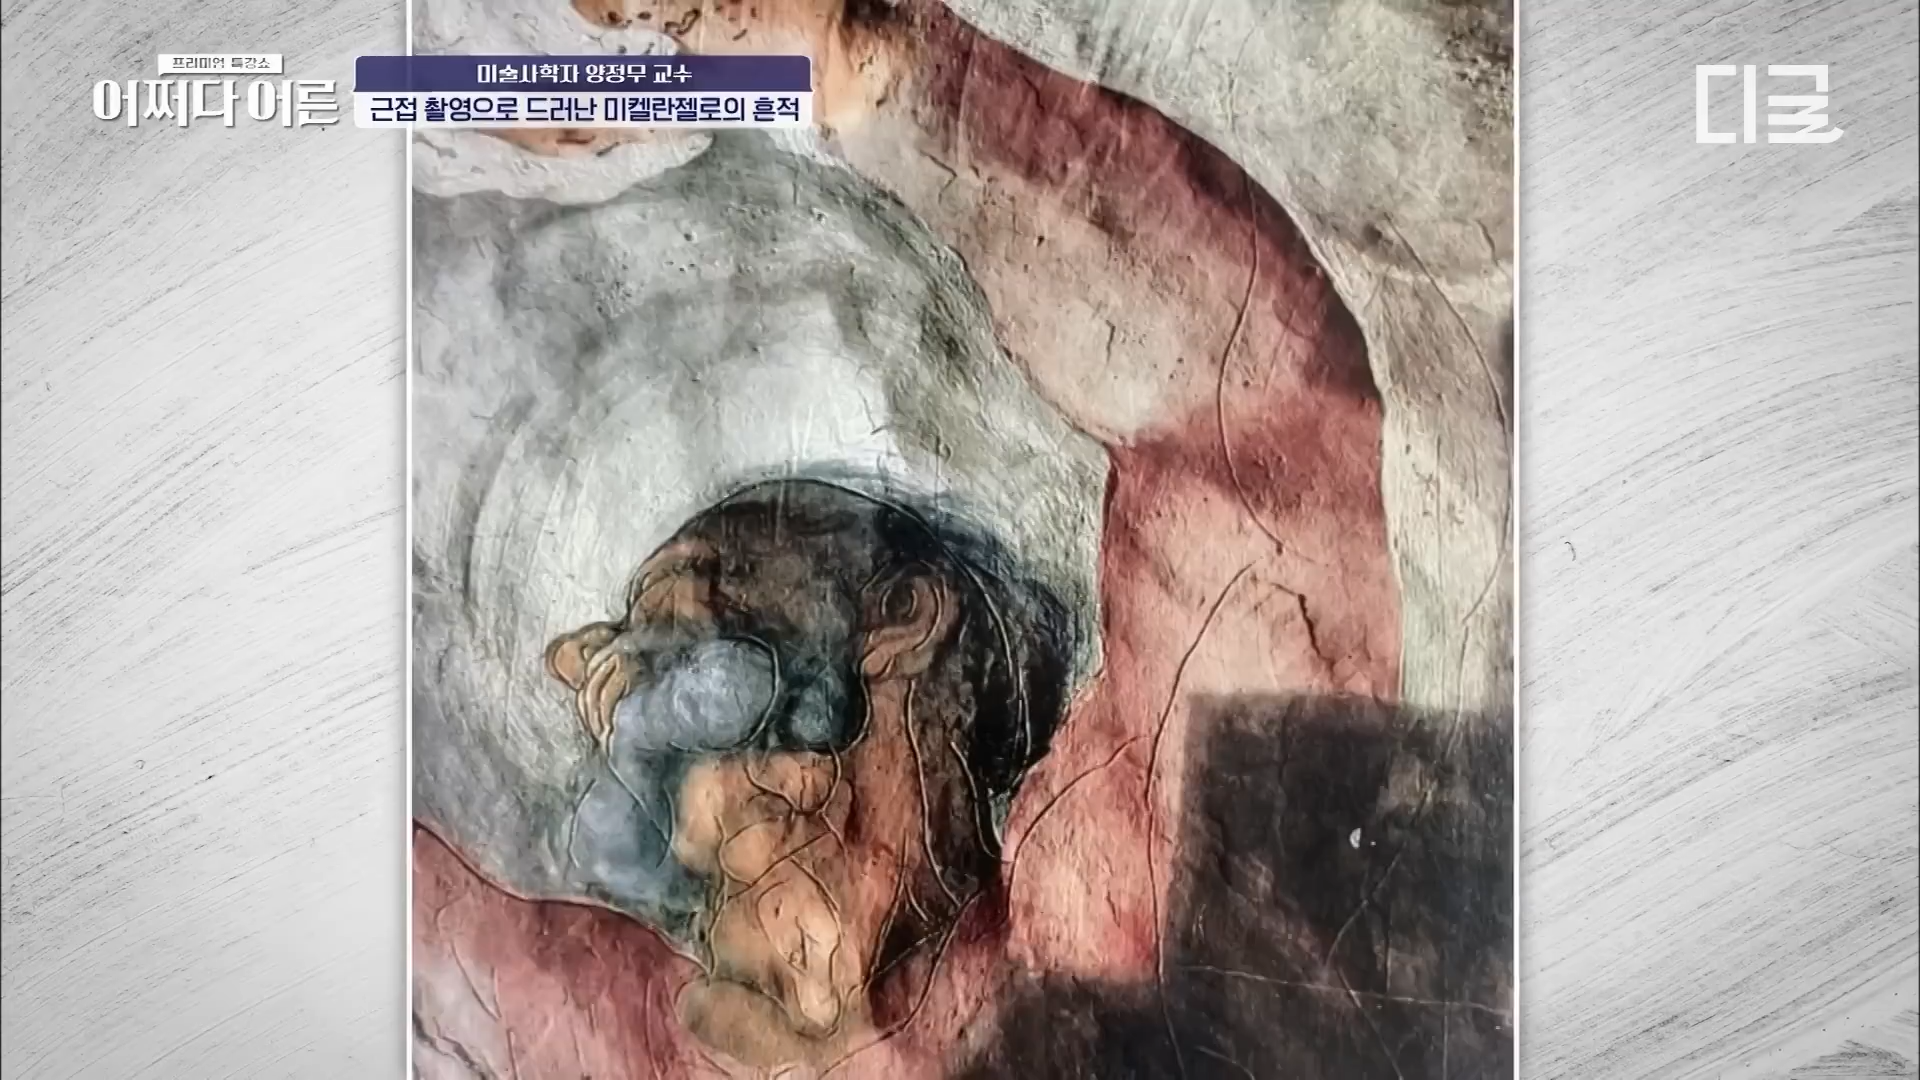 프리미엄 특강쇼
어쩌다 어른
미술사학자 양정무 교수
근접 촬영으로 드러난 미켈란젤로의 흔적
디글